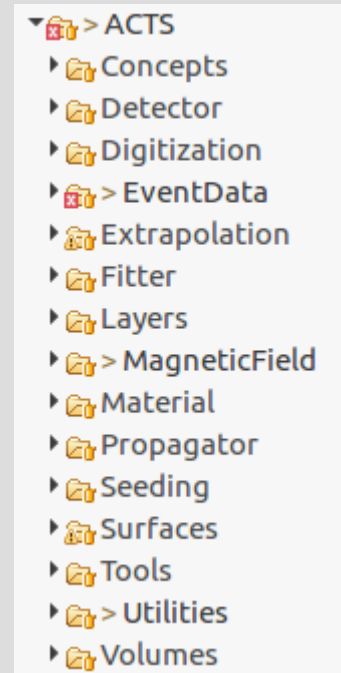 > ACTS
Concepts
Detector
Digitization
> EventData
Extrapolation
Fitter
Layers
> MagneticField
Material
Propagator
Seeding
Surfaces
Tools
> Utilities
Volumes